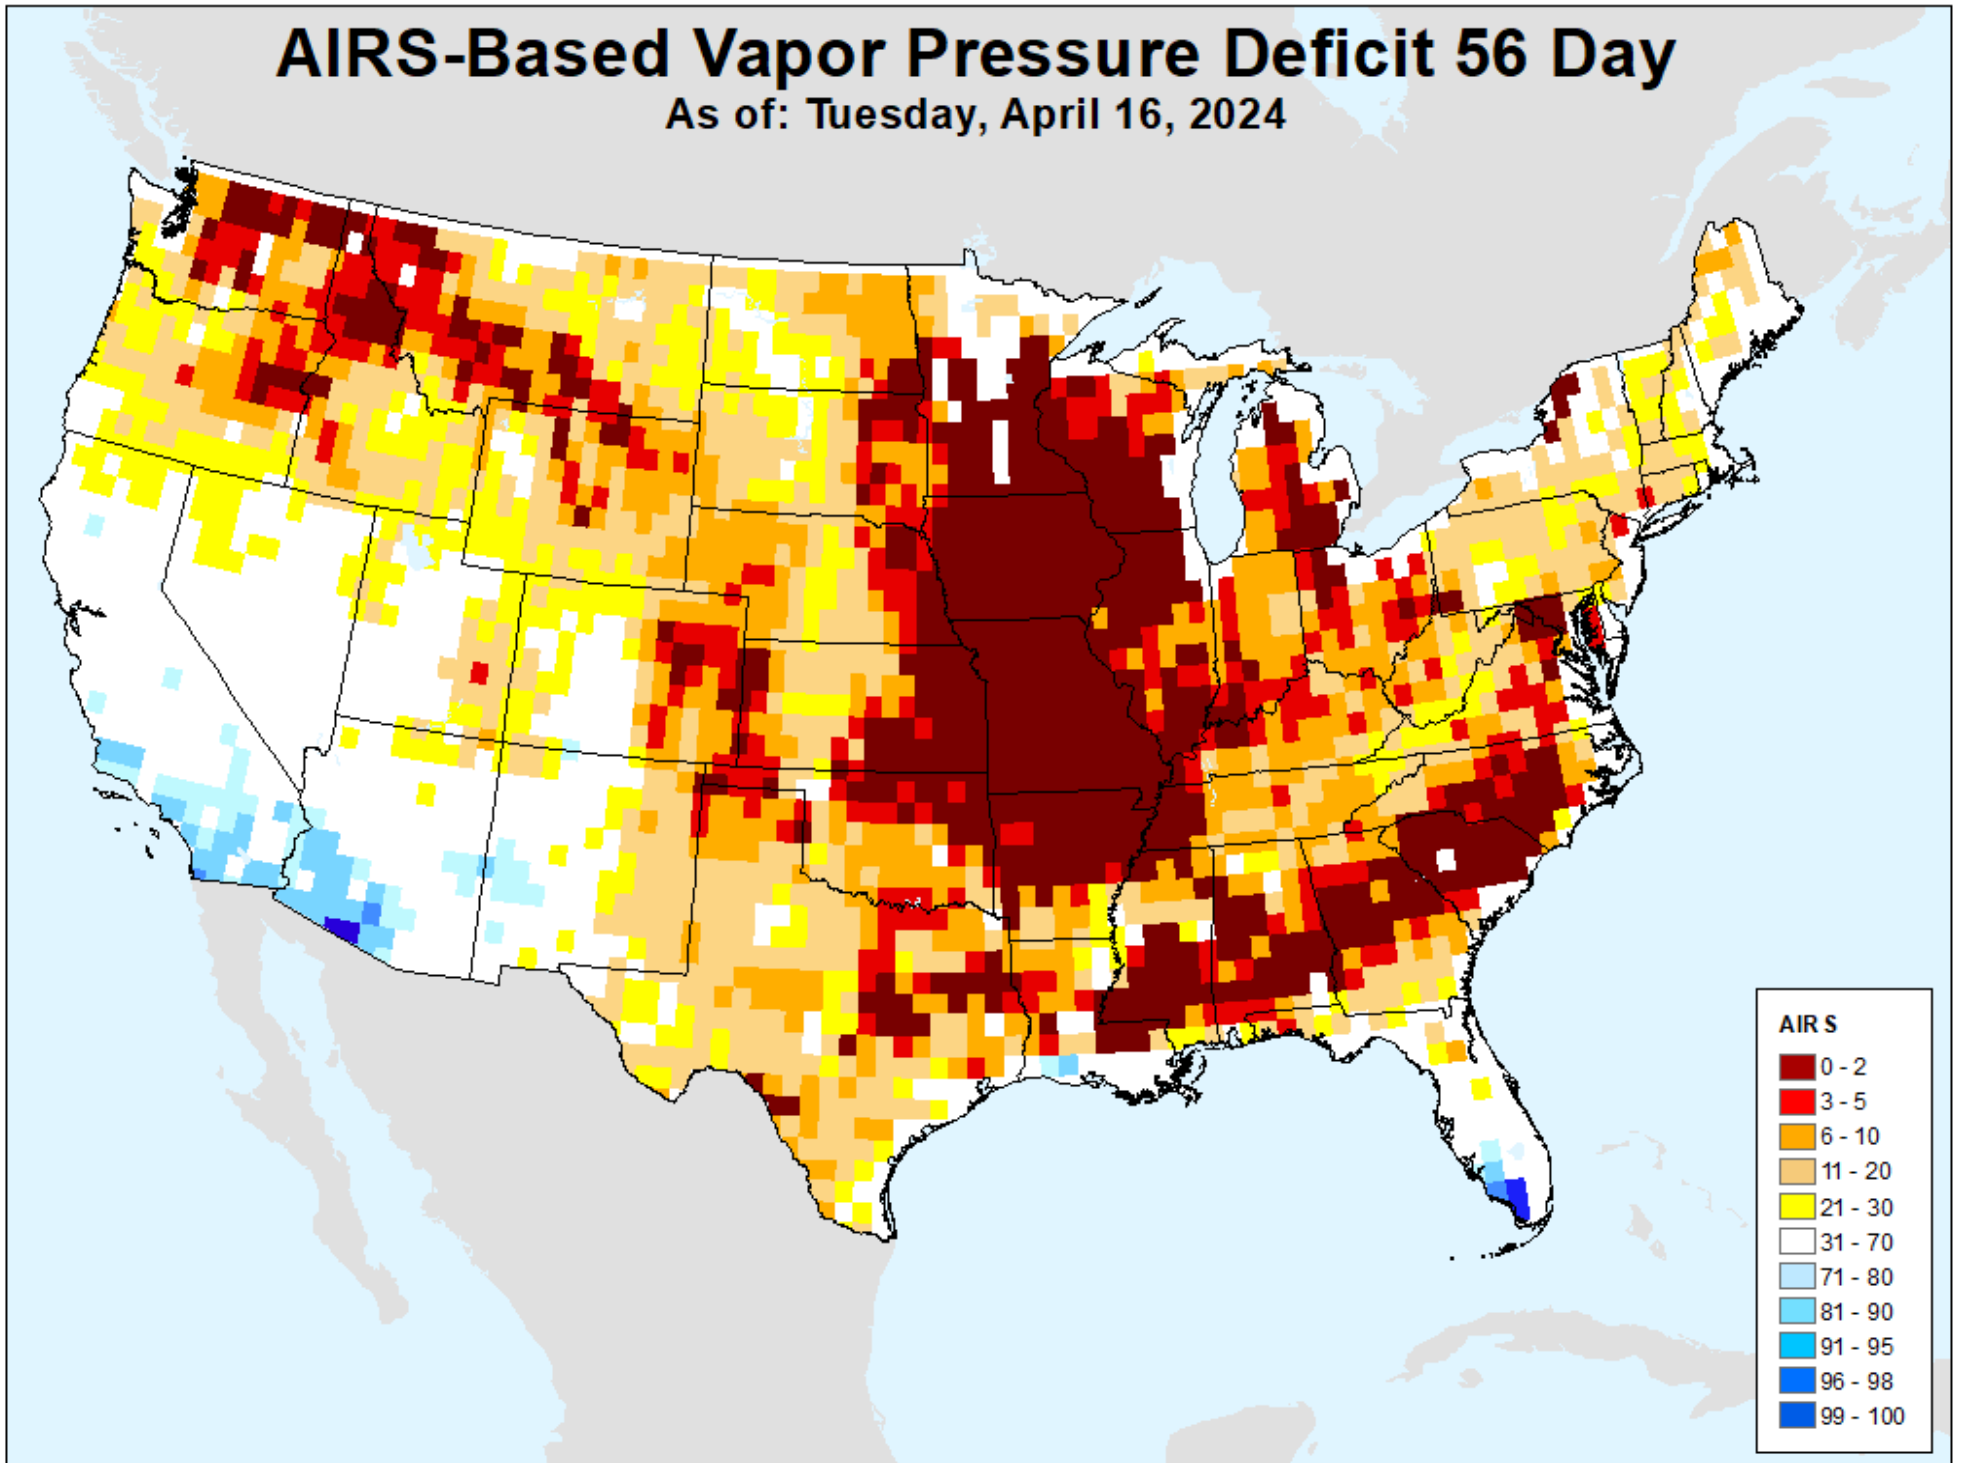 AIRS-Based Vapor Pressure Deficit 56 Day
As of: Tuesday, April 16, 2024
AIRS
0 - 2
3 - 5
6 - 10
11 - 20
21 - 30
31 - 70
71 - 80
81 - 90
91 - 95
96 - 98
99 - 100